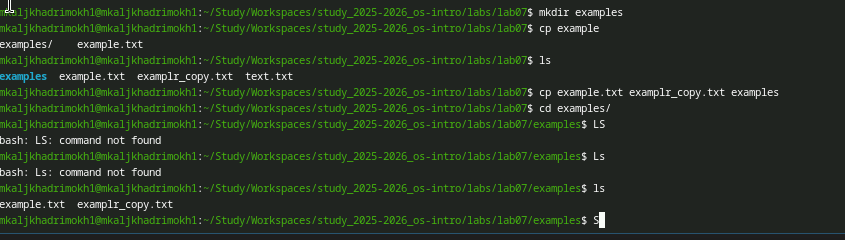 mkaljkhadrimokh1@mkaljkhadrimokh1:~/Study/Workspaces/study_2025-2026_os-intro/labs/lab07$ mkdir examples
mkaljkhadrimokh1@mkaljkhadrimokh1:~/Study/Workspaces/study_2025-2026_os-intro/labs/lab07$ cp example
examples/    example.txt
mkaljkhadrimokh1@mkaljkhadrimokh1:~/Study/Workspaces/study_2025-2026_os-intro/labs/lab07$ ls
examples  example.txt  examplr_copy.txt  text.txt
mkaljkhadrimokh1@mkaljkhadrimokh1:~/Study/Workspaces/study_2025-2026_os-intro/labs/lab07$ cp example.txt examplr_copy.txt examples
mkaljkhadrimokh1@mkaljkhadrimokh1:~/Study/Workspaces/study_2025-2026_os-intro/labs/lab07$ cd examples/
mkaljkhadrimokh1@mkaljkhadrimokh1:~/Study/Workspaces/study_2025-2026_os-intro/labs/lab07/examples$ LS
bash: LS: command not found
mkaljkhadrimokh1@mkaljkhadrimokh1:~/Study/Workspaces/study_2025-2026_os-intro/labs/lab07/examples$ Ls
bash: Ls: command not found
mkaljkhadrimokh1@mkaljkhadrimokh1:~/Study/Workspaces/study_2025-2026_os-intro/labs/lab07/examples$ ls
example.txt  examplr_copy.txt
mkaljkhadrimokh1@mkaljkhadrimokh1:~/Study/Workspaces/study_2025-2026_os-intro/labs/lab07/examples$ S